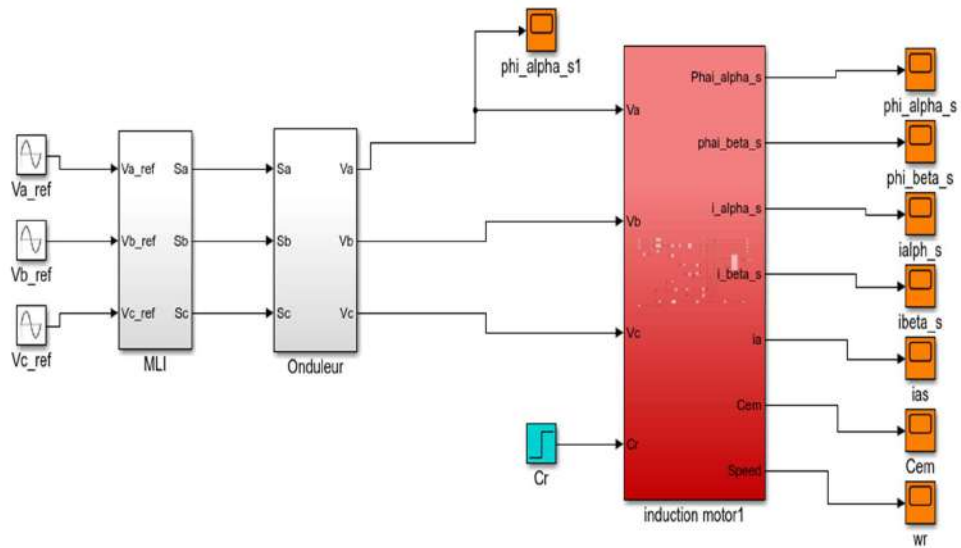 phi_alpha_s1
Va_ref
Vb_ref
Vc_ref
Va_ref Sa
Vb_ref Sb
Vc_ref Sc
MLI
Sa Va
Sb Vb
Sc Vc
Onduleur
Cr
Va
Vb
Vc
Cr
Phai_alpha_s
phai_beta_s
i_alpha_s
i_beta_s
ia
Cem
Speed
induction motor1
phi_alpha_s
phi_beta_s
ialph_s
ibeta_s
ias
Cem
wr